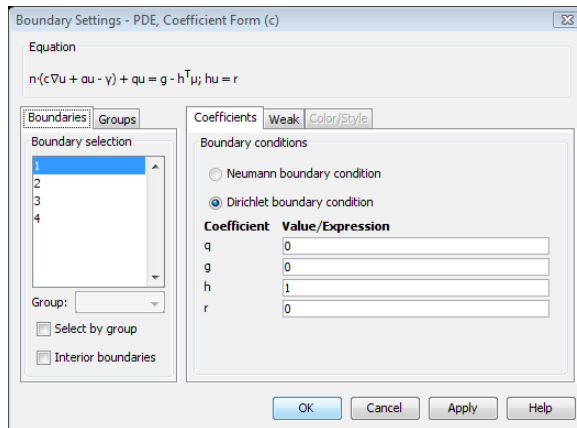 Boundary Settings - PDE, Coefficient Form (c)
Equation
n·(c∇u + αu - γ) + qu = g - hᵀμ; hu = r
Boundaries Groups
Boundary selection
1
2
3
4
Group:
Select by group
Interior boundaries
Coefficients Weak Color/Style
Boundary conditions
Neumann boundary condition
Dirichlet boundary condition
Coefficient Value/Expression
q 0
g 0
h 1
r 0
OK Cancel Apply Help